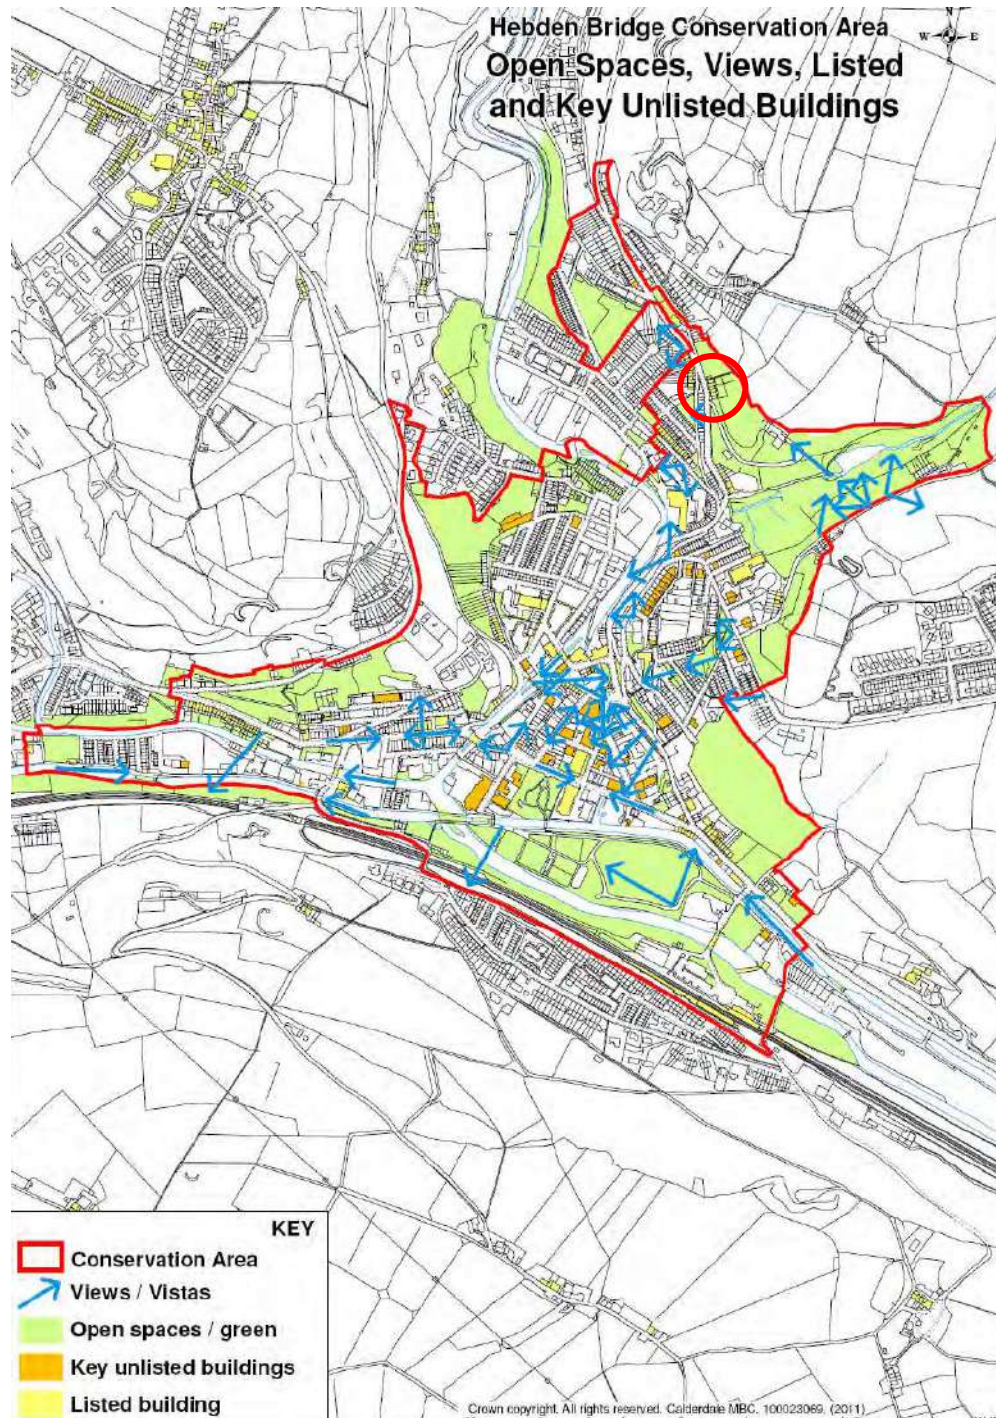 Hebden Bridge Conservation Area
Open Spaces, Views, Listed
and Key Unlisted Buildings
N
W E
KEY
Conservation Area
Views / Vistas
Open spaces / green
Key unlisted buildings
Listed building
Crown copyright. All rights reserved. Calderdale MBC. 100023069. (2011)